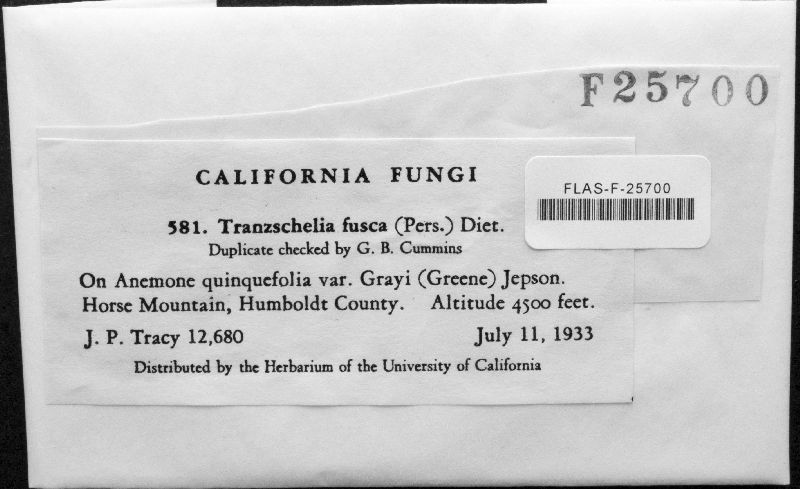 F25700
CALIFORNIA FUNGI
FLAS-F-25700
581. Tranzschelia fusca (Pers.) Diet.
Duplicate checked by G. B. Cummins
On Anemone quinquefolia var. Grayi (Greene) Jepson.
Horse Mountain, Humboldt County. Altitude 4500 feet.
J. P. Tracy 12,680 July 11, 1933
Distributed by the Herbarium of the University of California